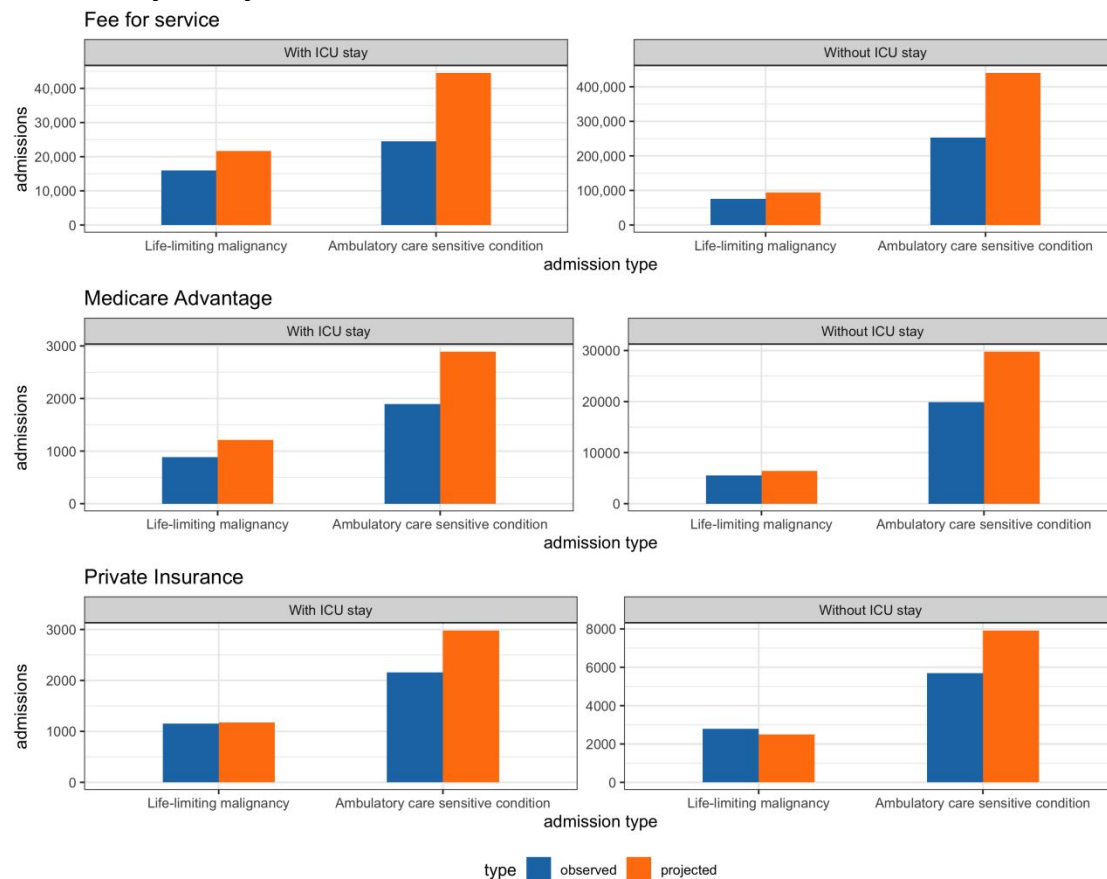 Fee for service
With ICU stay
Without ICU stay
admissions
40,000
30,000
20,000
10,000
0
400,000
300,000
200,000
100,000
0
Life-limiting malignancy Ambulatory care sensitive condition
Life-limiting malignancy Ambulatory care sensitive condition
admission type
Medicare Advantage
With ICU stay
Without ICU stay
admissions
3000
2000
1000
0
30000
20000
10000
0
Life-limiting malignancy Ambulatory care sensitive condition
Life-limiting malignancy Ambulatory care sensitive condition
admission type
Private Insurance
With ICU stay
Without ICU stay
admissions
3000
2000
1000
0
8000
6000
4000
2000
0
Life-limiting malignancy Ambulatory care sensitive condition
Life-limiting malignancy Ambulatory care sensitive condition
admission type
type observed projected